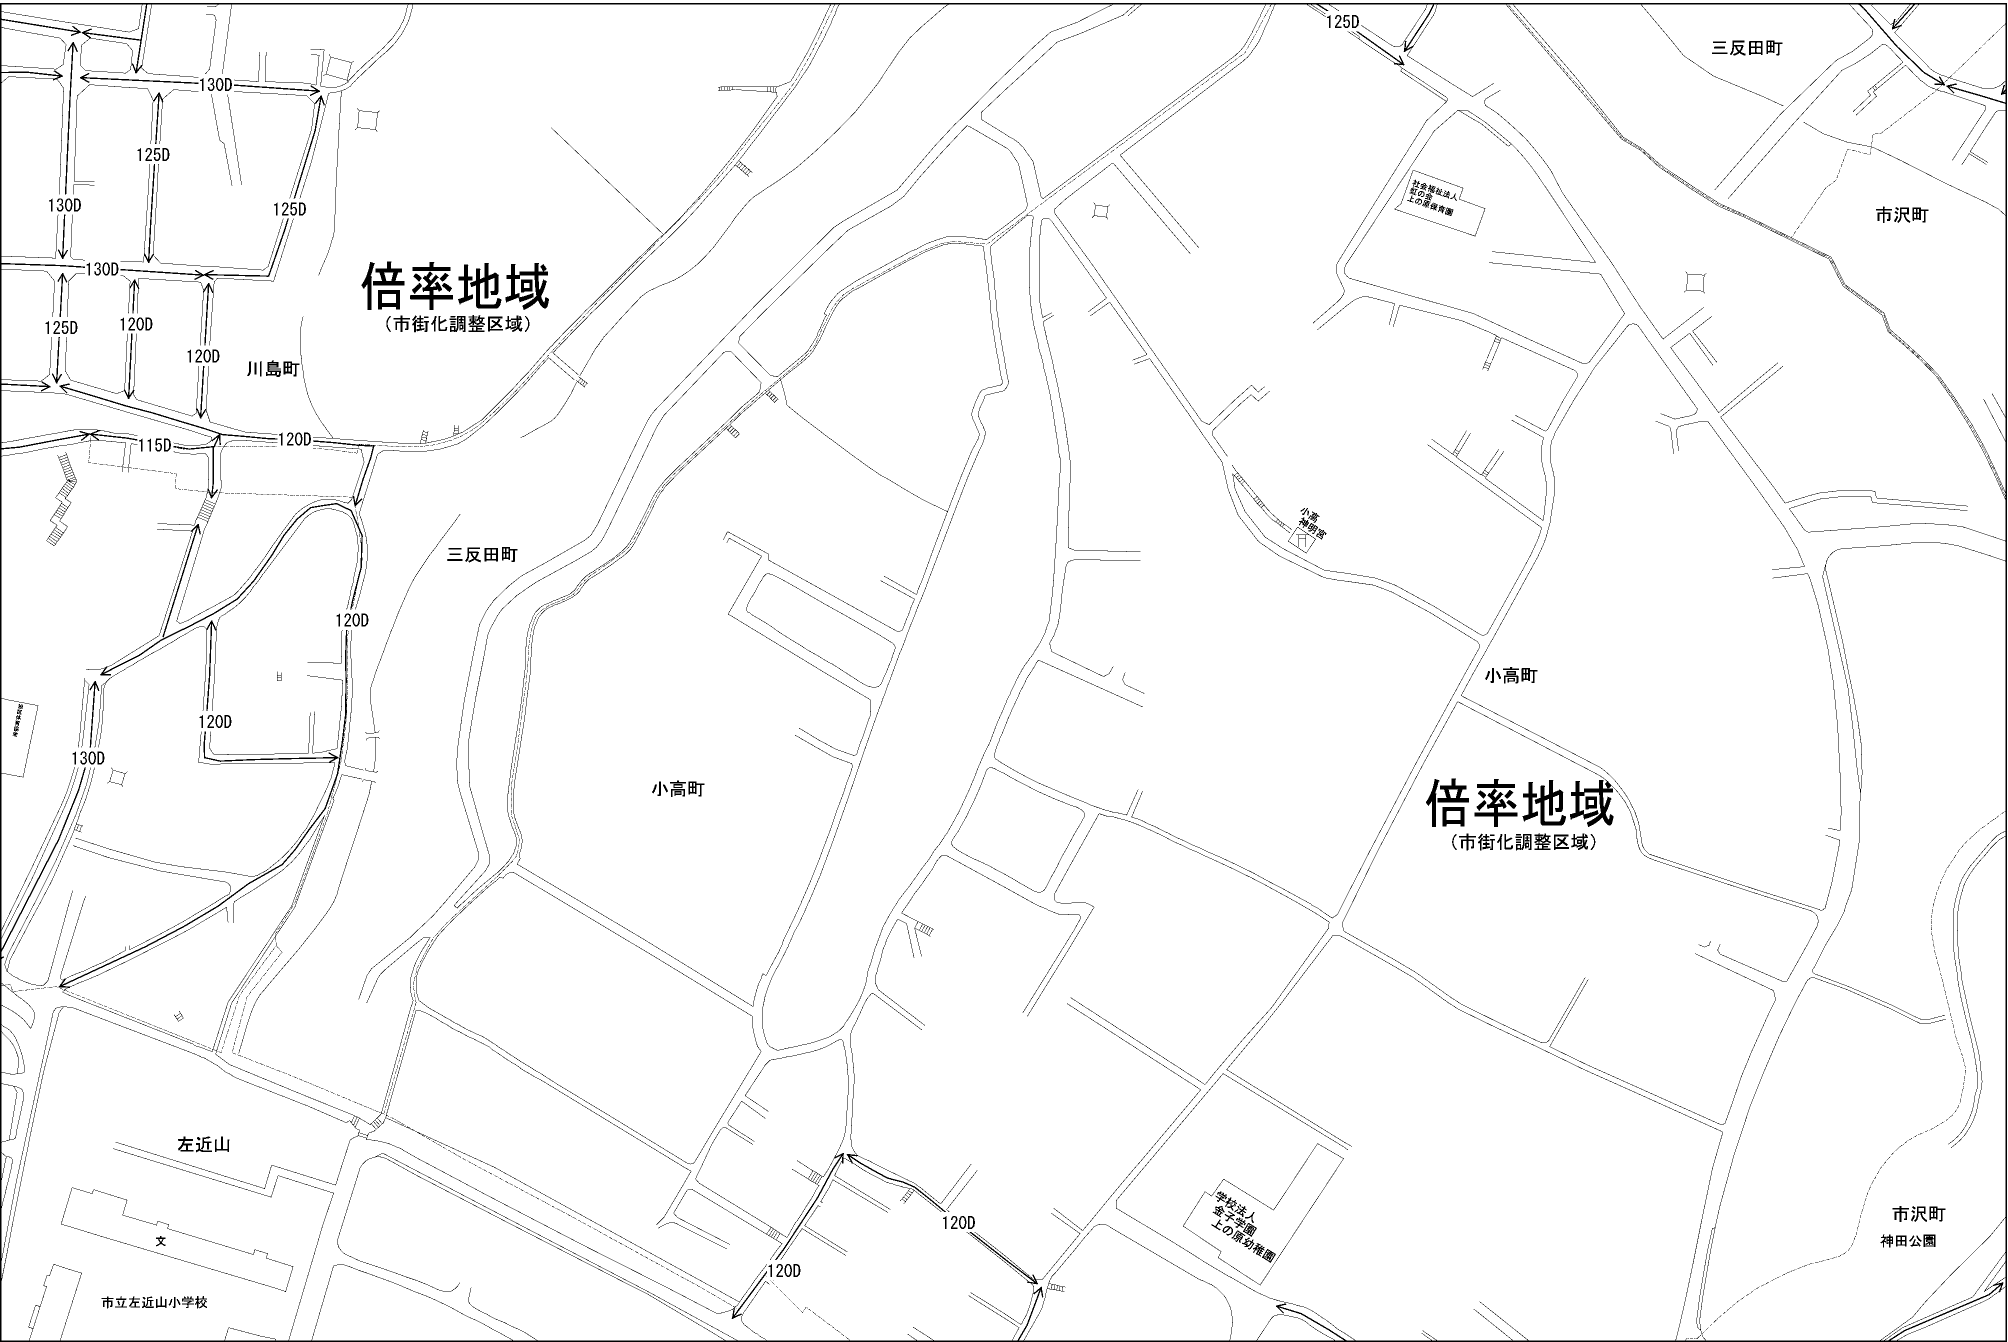 125D
三反田町
130D
125D
社会福祉法人
虹の会
上の原保育園
130D
125D
市沢町
130D
倍率地域
(市街化調整区域)
125D
120D
120D
川島町
120D
115D
小高
神明宮
三反田町
120D
小高町
120D
130D
小高町
倍率地域
(市街化調整区域)
左近山
学校法人
金子学園
上の原幼稚園
120D
市沢町
神田公園
文
120D
市立左近山小学校